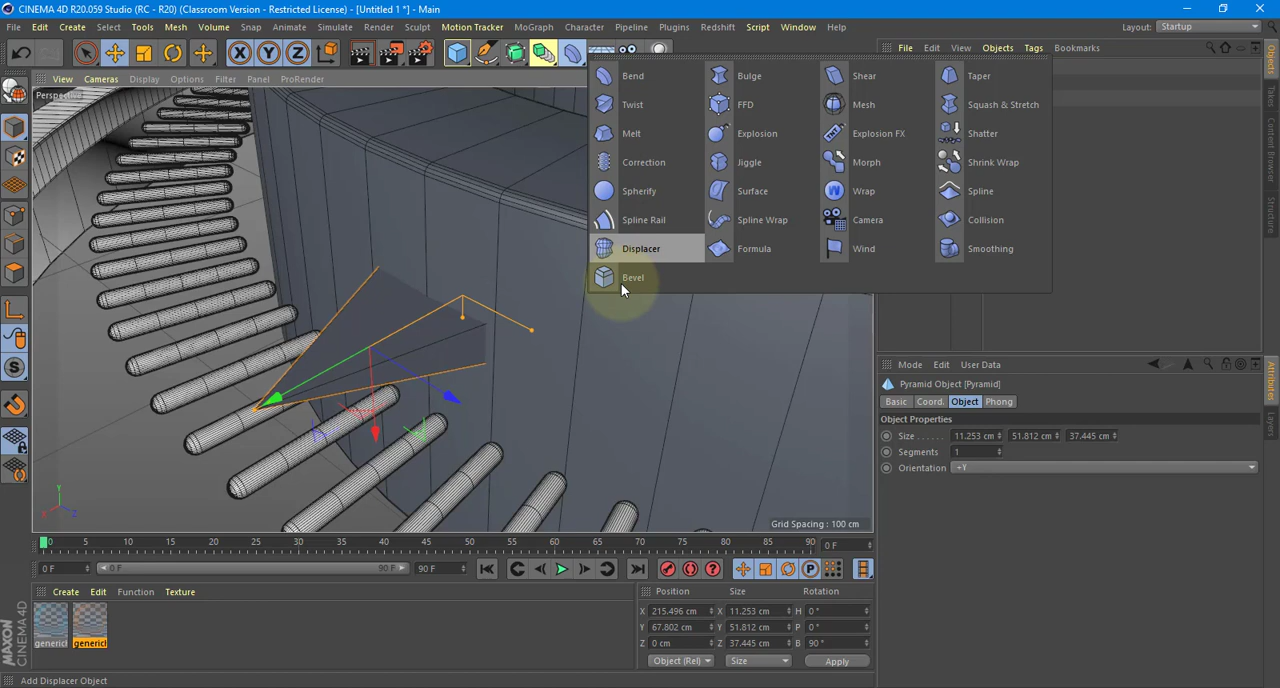 CINEMA 4D R20.059 Studio (RC - R20) (Classroom Version - Restricted License) - [Untitled 1 *] - Main
File Edit Create Select Tools Mesh Volume Snap Animate Simulate Render Sculpt Motion Tracker MoGraph Character Pipeline Plugins Redshift Script Window Help Layout: Startup
File Edit View Objects Tags Bookmarks
View Cameras Display Options Filter Panel ProRender
Perspective
Bend Bulge Shear Taper
Twist FFD Mesh Squash & Stretch
Melt Explosion Explosion FX Shatter
Correction Jiggle Morph Shrink Wrap
Spherify Surface Wrap Spline
Spline Rail Spline Wrap Camera Collision
Displacer Formula Wind Smoothing
Bevel
Objects
Takes
Content Browser
Structure
Mode Edit User Data
Pyramid Object [Pyramid]
Basic Coord. Object Phong
Object Properties
Size . . . . . . 11.253 cm 51.812 cm 37.445 cm
Segments 1
Orientation +Y
Attributes
Layers
Y
X Z
Grid Spacing : 100 cm
0 5 10 15 20 25 30 35 40 45 50 55 60 65 70 75 80 85 90 0 F
0 F 0 F 90 F 90 F
Create Edit Function Texture
generich generich
Position Size Rotation
X 215.496 cm X 11.253 cm H 0 °
Y 67.802 cm Y 51.812 cm P 0 °
Z 0 cm Z 37.445 cm B 90 °
Object (Rel) Size Apply
MAXON CINEMA 4D
Add Displacer Object